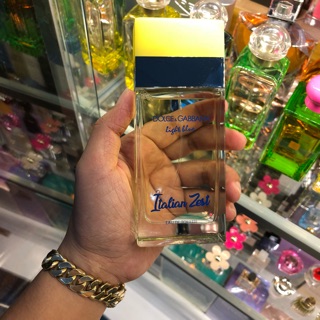 DOLCE & GABBANA
light blue
Italian Zest